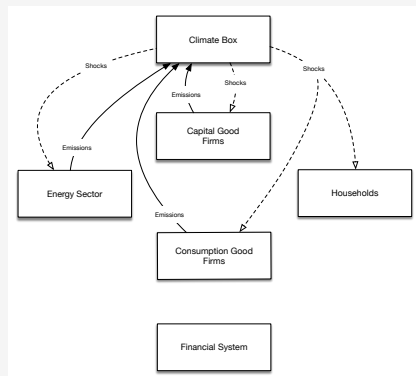 Climate Box
Shocks
Shocks
Shocks
Emissions
Capital Good
Firms
Emissions
Energy Sector
Households
Emissions
Consumption Good
Firms
Financial System